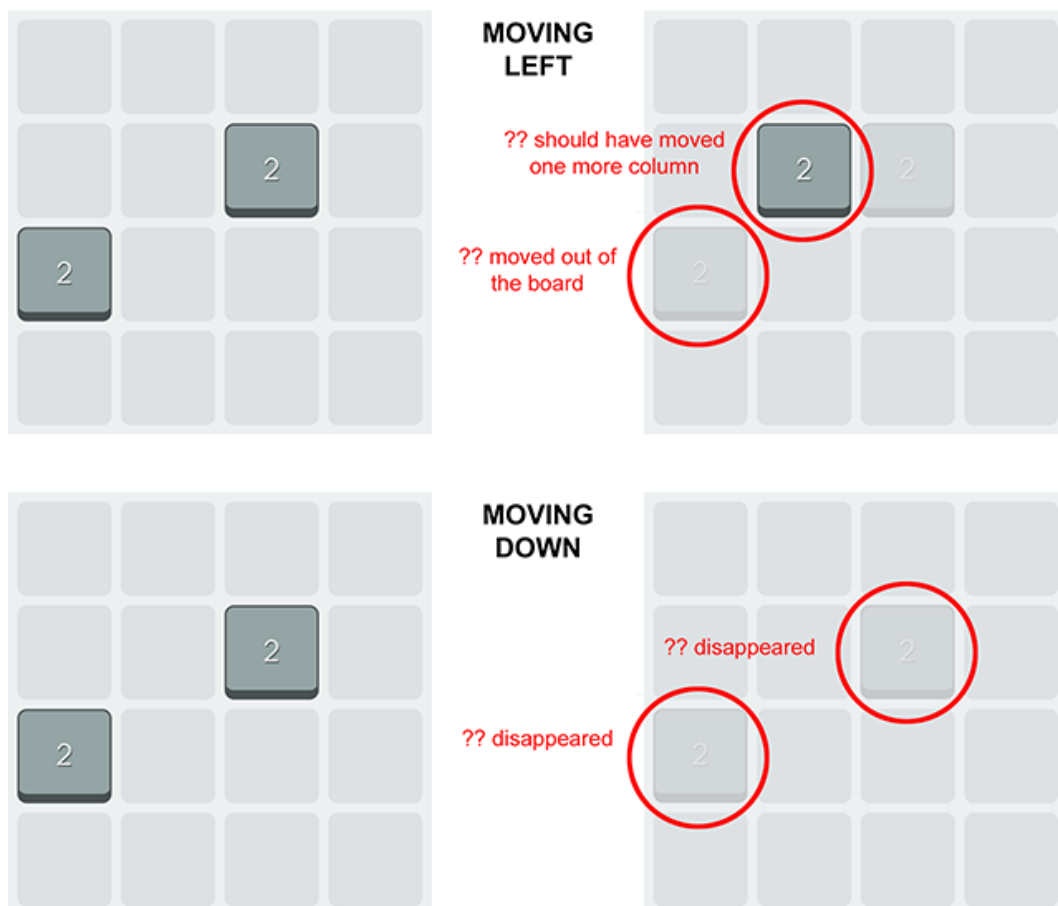 MOVING
LEFT
2
2
?? should have moved
one more column
2
2
?? moved out of
the board
2
MOVING
DOWN
2
2
?? disappeared
2
?? disappeared
2